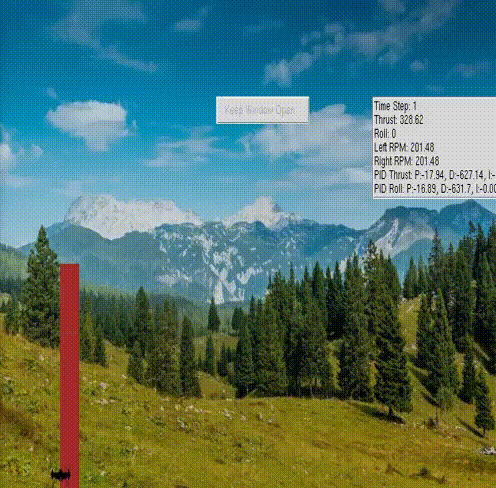 Keep Window Open
Time Step: 1
Thrust: 328.62
Roll: 0
Left RPM: 201.48
Right RPM: 201.48
PID Thrust: P:-17.94, D:-627.14, I:-
PID Roll: P:-16.89, D:-631.7, I:-0.00